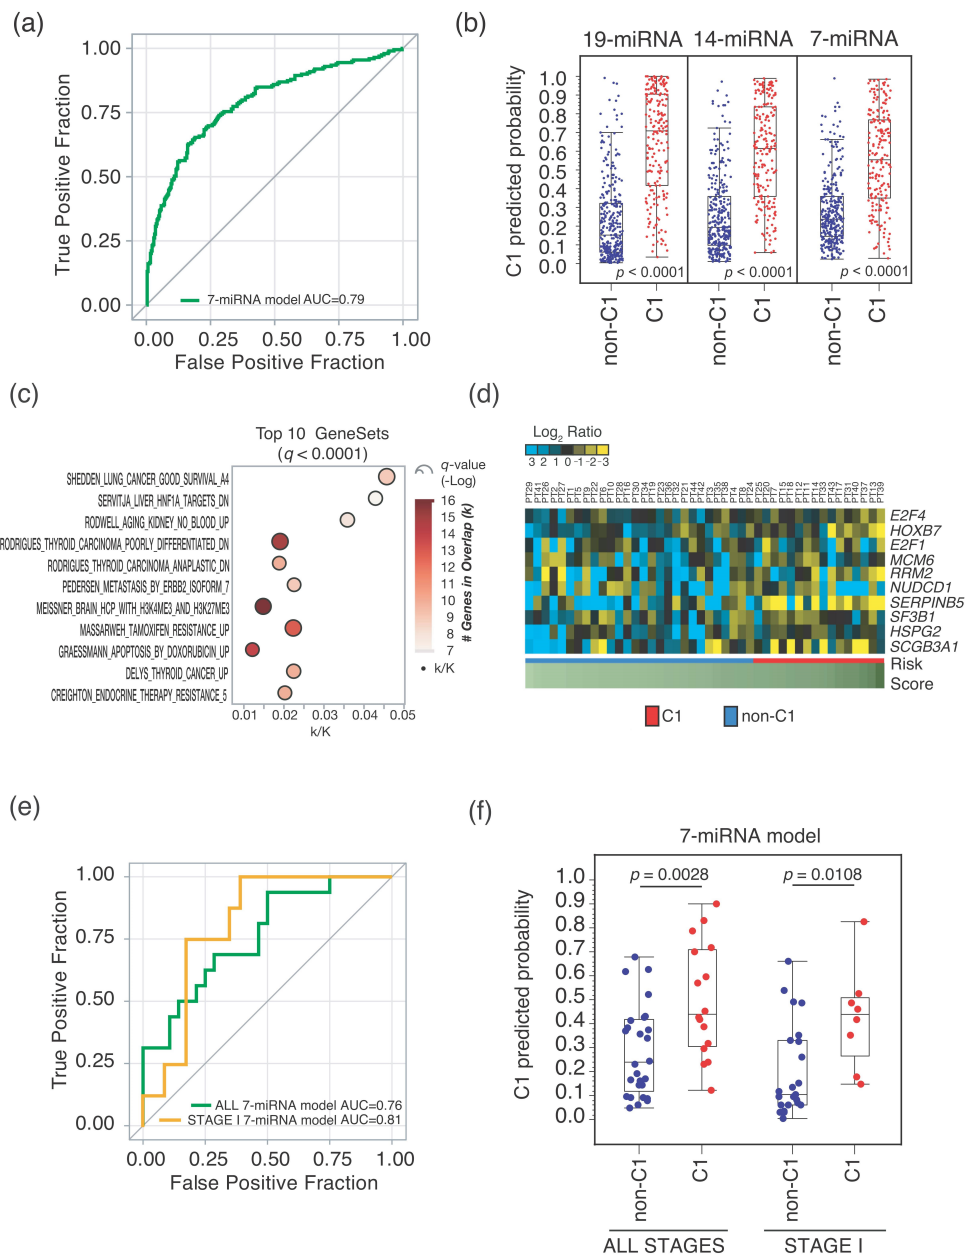 (a)
1.00
0.75
0.50
0.25
0.00
True Positive Fraction
7-miRNA model AUC=0.79
0.00 0.25 0.50 0.75 1.00
False Positive Fraction
(b)
19-miRNA 14-miRNA 7-miRNA
C1 predicted probability
1.0
0.9
0.8
0.7
0.6
0.5
0.4
0.3
0.2
0.1
0.0
p < 0.0001 p < 0.0001 p < 0.0001
non-C1 C1 non-C1 C1 non-C1 C1
(c)
Top 10 GeneSets
(q < 0.0001)
SHEDDEN_LUNG_CANCER_GOOD_SURVIVAL_A4
SERVITJA_LIVER_HNF1A_TARGETS_DN
RODWELL_AGING_KIDNEY_NO_BLOOD_UP
RODRIGUES_THYROID_CARCINOMA_POORLY_DIFFERENTIATED_DN
RODRIGUES_THYROID_CARCINOMA_ANAPLASTIC_DN
PEDERSEN_METASTASIS_BY_ERBB2_ISOFORM_7
MEISSNER_BRAIN_HCP_WITH_H3K4ME3_AND_H3K27ME3
MASSARWEH_TAMOXIFEN_RESISTANCE_UP
GRAESSMANN_APOPTOSIS_BY_DOXORUBICIN_UP
DELYS_THYROID_CANCER_UP
CREIGHTON_ENDOCRINE_THERAPY_RESISTANCE_5
0.01 0.02 0.03 0.04 0.05
k/K
q-value
(-Log)
16
15
14
13
12
11
10
9
8
7
# Genes in Overlap (k)
k/K
(d)
Log2 Ratio
3 2 1 0 -1 -2 -3
E2F4
HOXB7
E2F1
MCM6
RRM2
NUDCD1
SERPINB5
SF3B1
HSPG2
SCGB3A1
Risk
Score
C1 non-C1
(e)
1.00
0.75
0.50
0.25
0.00
True Positive Fraction
ALL 7-miRNA model AUC=0.76
STAGE I 7-miRNA model AUC=0.81
0.00 0.25 0.50 0.75 1.00
False Positive Fraction
(f)
7-miRNA model
C1 predicted probability
1.0
0.9
0.8
0.7
0.6
0.5
0.4
0.3
0.2
0.1
0.0
p = 0.0028 p = 0.0108
non-C1 C1 non-C1 C1
ALL STAGES STAGE I